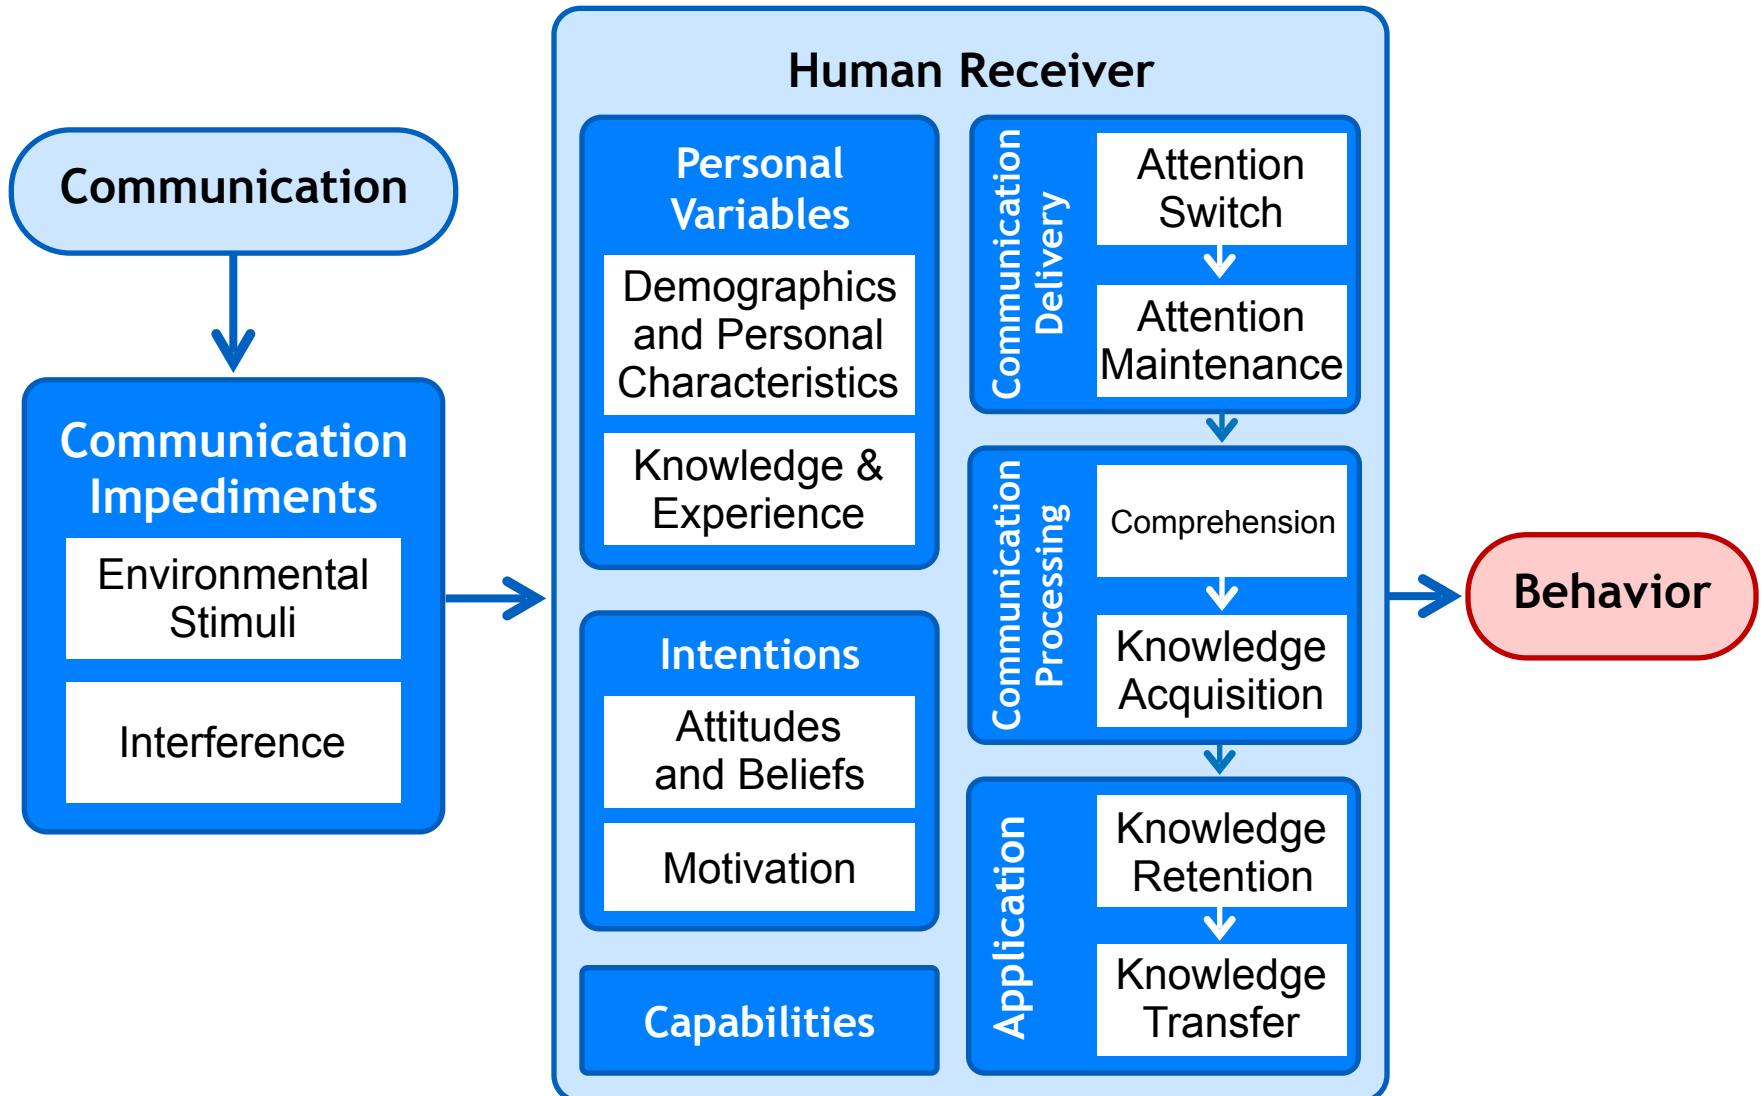 Communication
Communication
Impediments
Environmental
Stimuli
Interference
Human Receiver
Personal
Variables
Demographics
and Personal
Characteristics
Knowledge &
Experience
Intentions
Attitudes
and Beliefs
Motivation
Capabilities
Communication
Delivery
Attention
Switch
Attention
Maintenance
Communication
Processing
Comprehension
Knowledge
Acquisition
Application
Knowledge
Retention
Knowledge
Transfer
Behavior